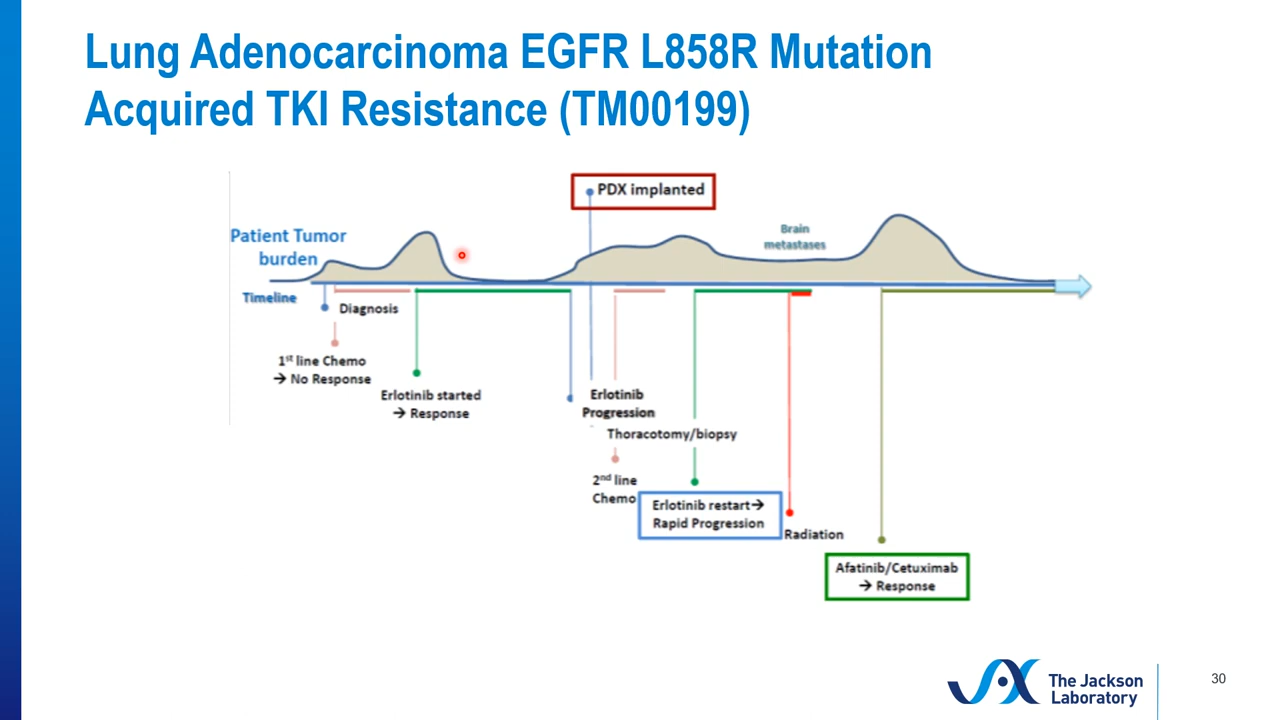 Lung Adenocarcinoma EGFR L858R Mutation
Acquired TKI Resistance (TM00199)
PDX implanted
Patient Tumor
burden
Brain
metastases
Timeline
Diagnosis
1st line Chemo
→ No Response
Erlotinib started
→ Response
Erlotinib
Progression
Thoracotomy/biopsy
2nd line
Chemo
Erlotinib restart→
Rapid Progression
Radiation
Afatinib/Cetuximab
→ Response
The Jackson
Laboratory
30